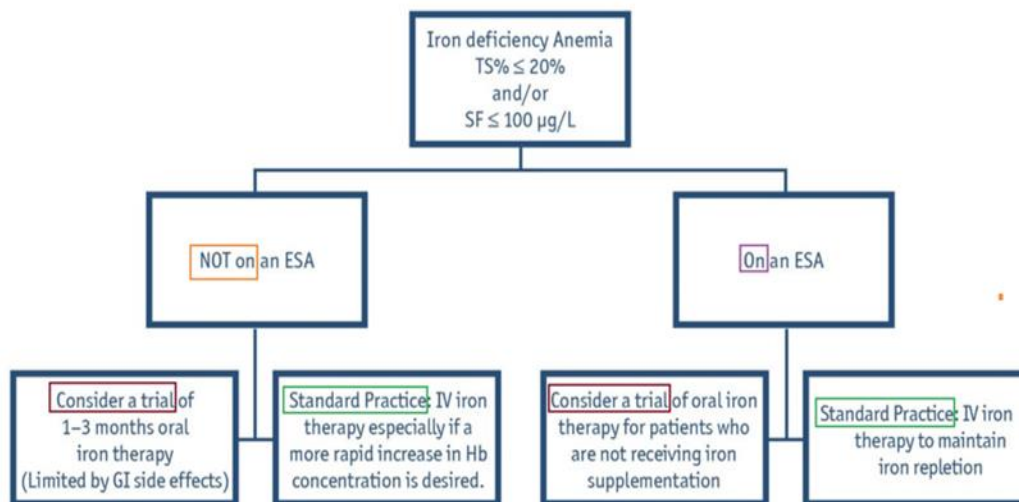 Iron deficiency Anemia
TS% ≤ 20%
and/or
SF ≤ 100 µg/L
NOT on an ESA
On an ESA
Consider a trial of
1–3 months oral
iron therapy
(Limited by GI side effects)
Standard Practice: IV iron
therapy especially if a
more rapid increase in Hb
concentration is desired.
Consider a trial of oral iron
therapy for patients who
are not receiving iron
supplementation
Standard Practice: IV iron
therapy to maintain
iron repletion